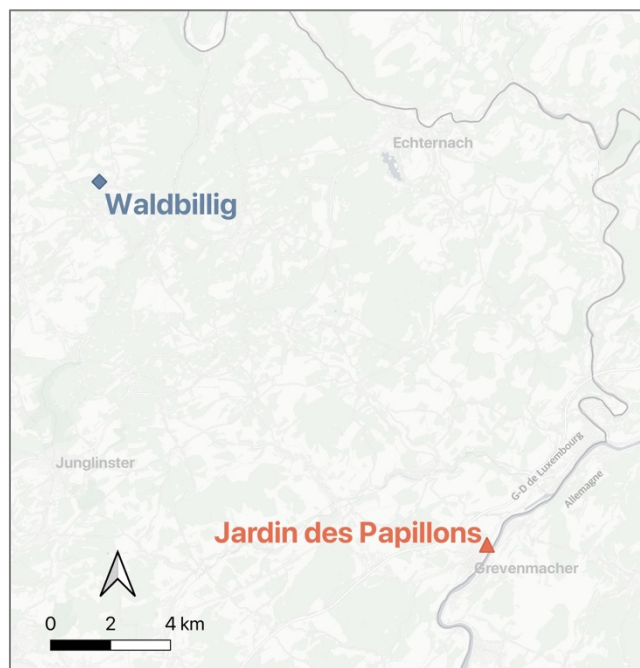 Echternach
Waldbillig
Junglinster
G-D de Luxembourg
Allemagne
Jardin des Papillons
Grevenmacher
0 2 4 km